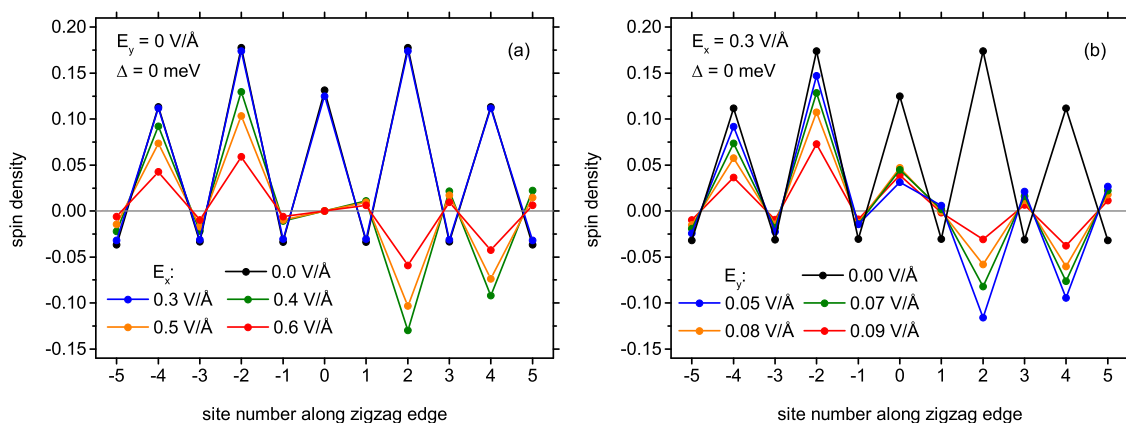 E_y = 0 V/Å
(a)
Δ = 0 meV
0.20
0.15
0.10
0.05
0.00
-0.05
-0.10
-0.15
spin density
E_x:
0.0 V/Å
0.3 V/Å
0.4 V/Å
0.5 V/Å
0.6 V/Å
-5 -4 -3 -2 -1 0 1 2 3 4 5
site number along zigzag edge
E_x = 0.3 V/Å
(b)
Δ = 0 meV
0.20
0.15
0.10
0.05
0.00
-0.05
-0.10
-0.15
spin density
E_y:
0.00 V/Å
0.05 V/Å
0.07 V/Å
0.08 V/Å
0.09 V/Å
-5 -4 -3 -2 -1 0 1 2 3 4 5
site number along zigzag edge